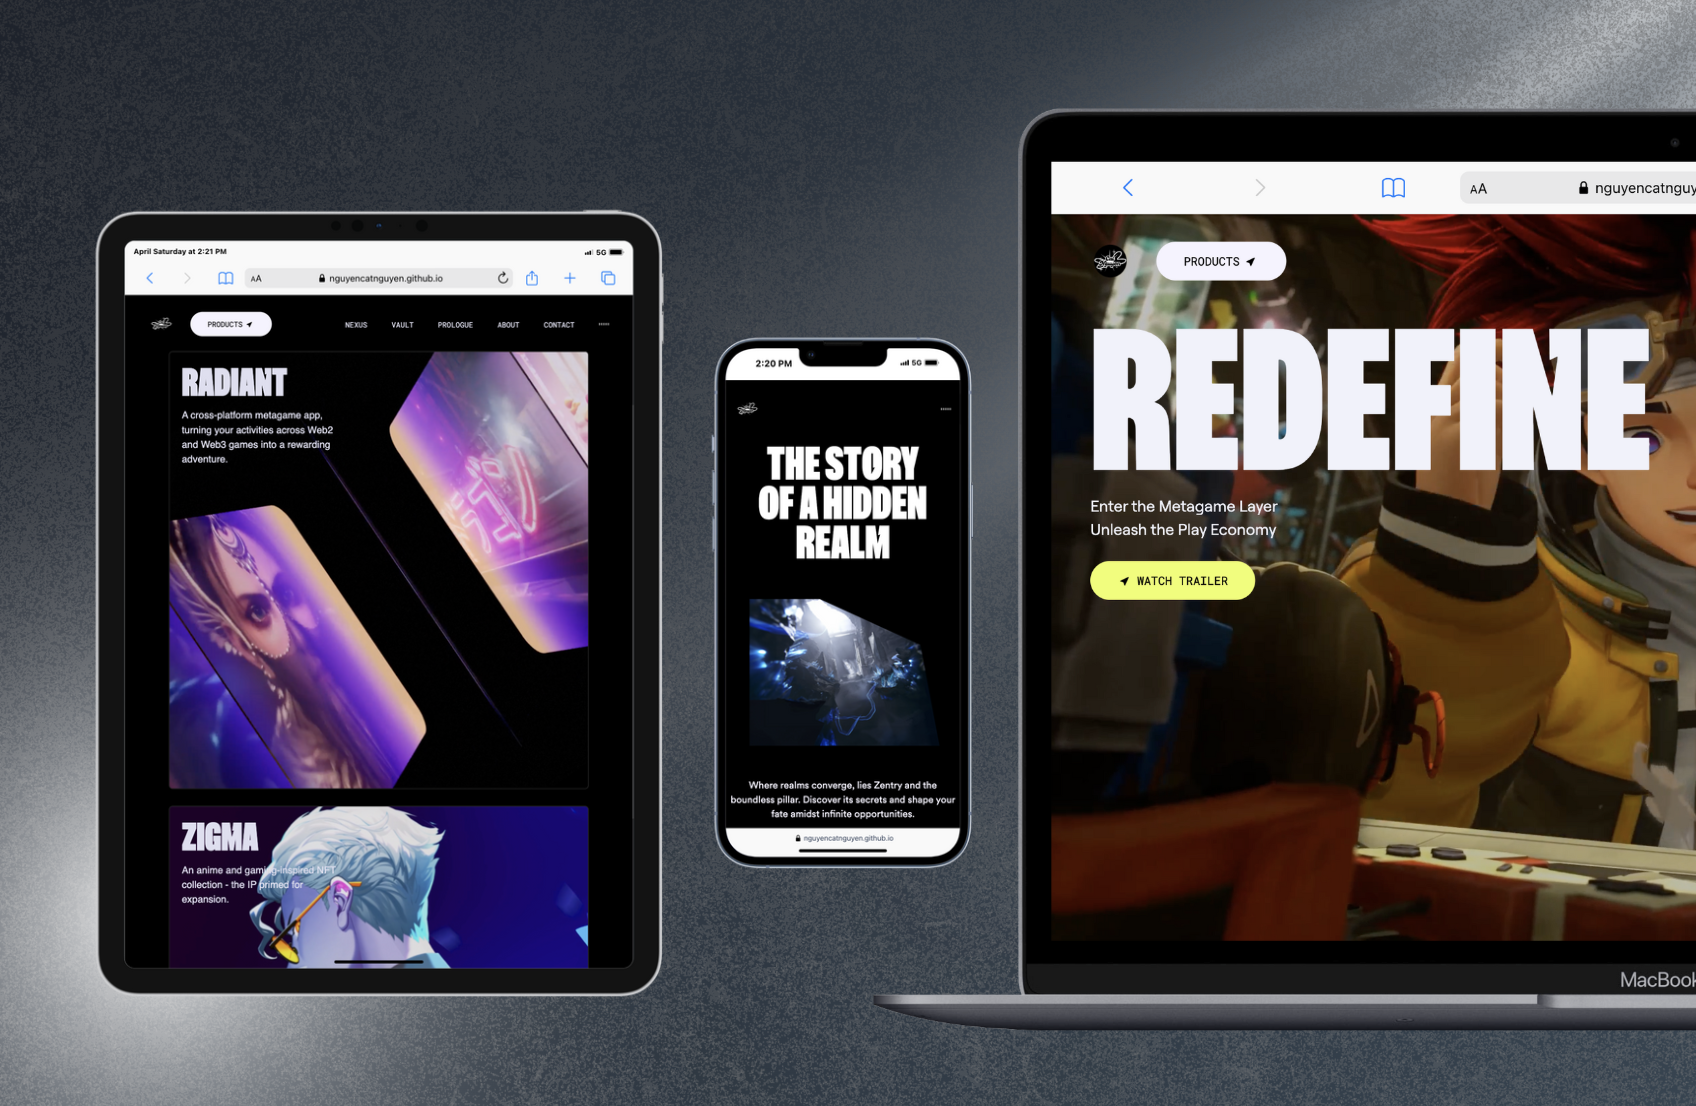 April Saturday at 2:21 PM
5G
AA
nguyencatnguyen.github.io
PRODUCTS
NEXUS
VAULT
PROLOGUE
ABOUT
CONTACT
RADIANT
A cross-platform metagame app,
turning your activities across Web2
and Web3 games into a rewarding
adventure.
ZIGMA
An anime and gaming-inspired NFT
collection - the IP primed for
expansion.
2:20 PM
5G
THE STORY
OF A HIDDEN
REALM
Where realms converge, lies Zentry and the
boundless pillar. Discover its secrets and shape your
fate amidst infinite opportunities.
nguyencatnguyen.github.io
AA
nguyencatnguy
PRODUCTS
REDEFINE
Enter the Metagame Layer
Unleash the Play Economy
WATCH TRAILER
MacBook